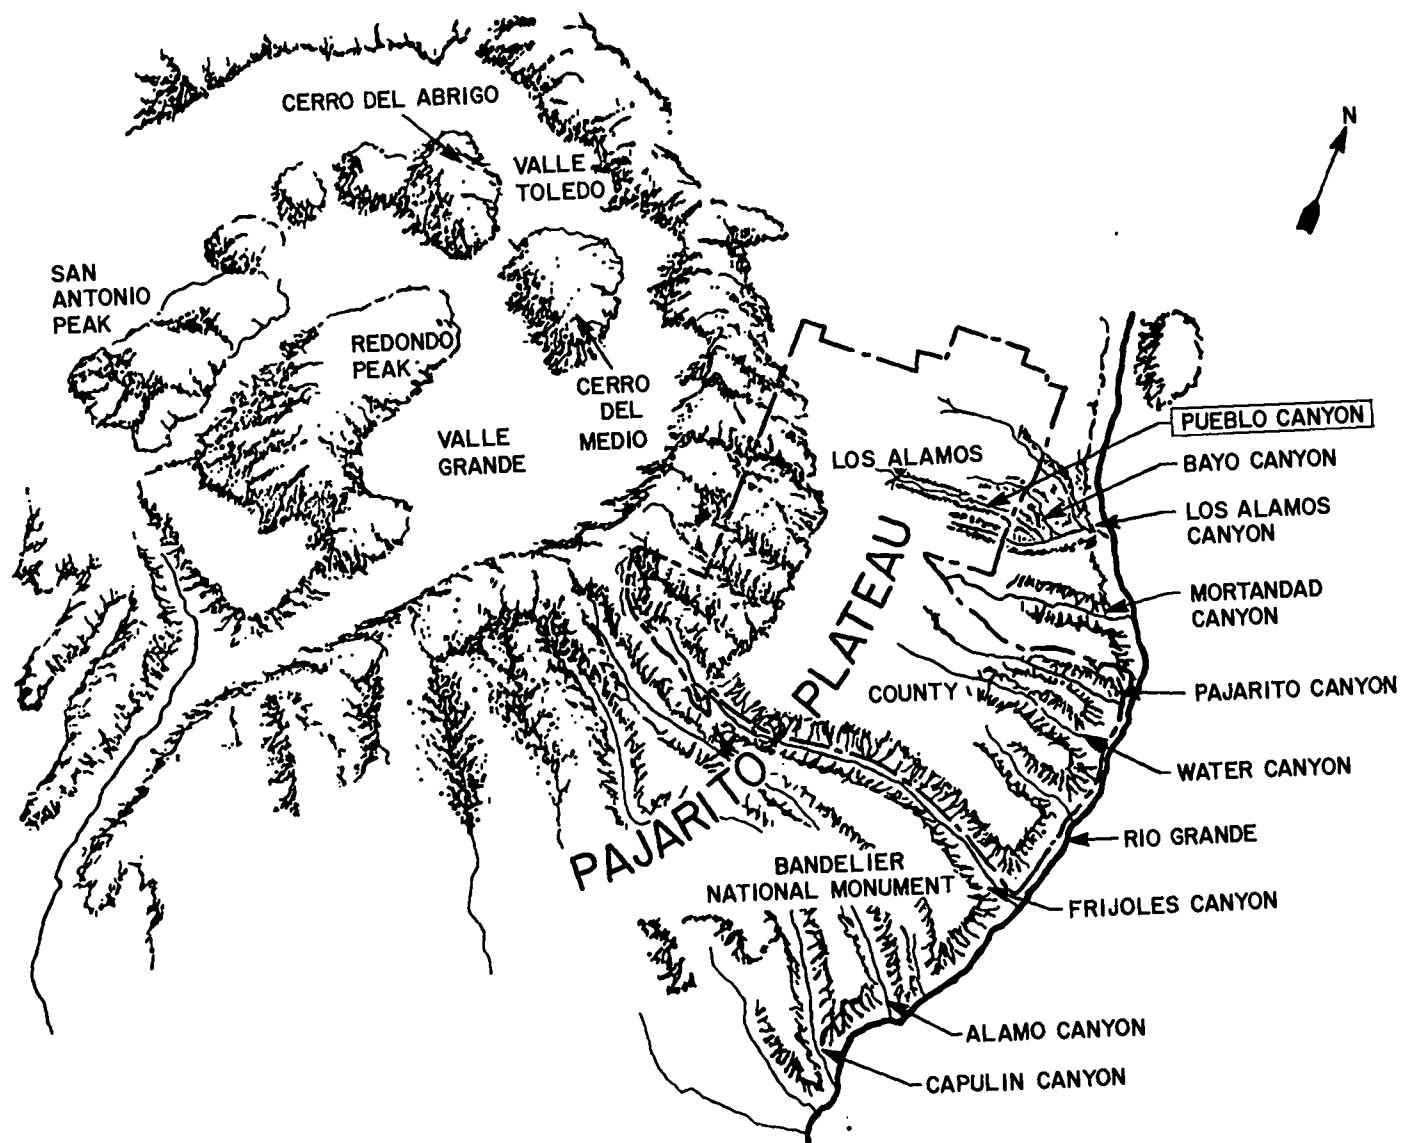 CERRO DEL ABRIGO
N
VALLE
TOLEDO
SAN
ANTONIO
PEAK
REDONDO
PEAK
CERRO
DEL
MEDIO
PUEBLO CANYON
VALLE
GRANDE
LOS ALAMOS
BAYO CANYON
LOS ALAMOS
CANYON
MORTANDAD
CANYON
PAJARITO PLATEAU
COUNTY
PAJARITO CANYON
WATER CANYON
RIO GRANDE
BANDELIER
NATIONAL MONUMENT
FRIJOLES CANYON
ALAMO CANYON
CAPULIN CANYON